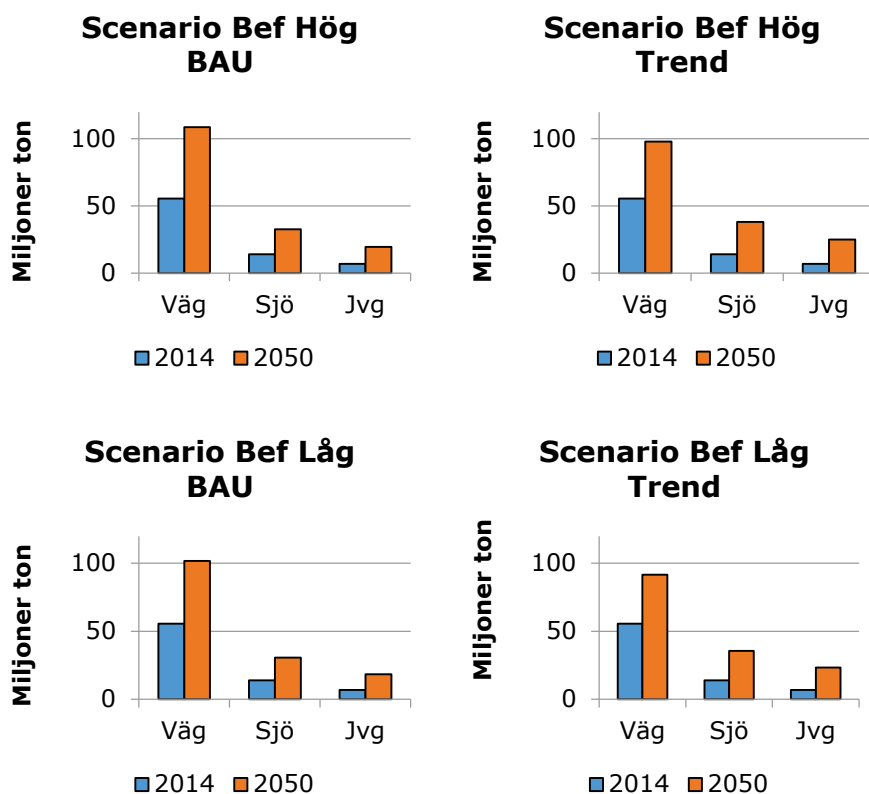 Scenario Bef Hög
BAU
Miljoner ton
100
50
0
Väg Sjö Jvg
2014 2050
Scenario Bef Hög
Trend
Miljoner ton
100
50
0
Väg Sjö Jvg
2014 2050
Scenario Bef Låg
BAU
Miljoner ton
100
50
0
Väg Sjö Jvg
2014 2050
Scenario Bef Låg
Trend
Miljoner ton
100
50
0
Väg Sjö Jvg
2014 2050